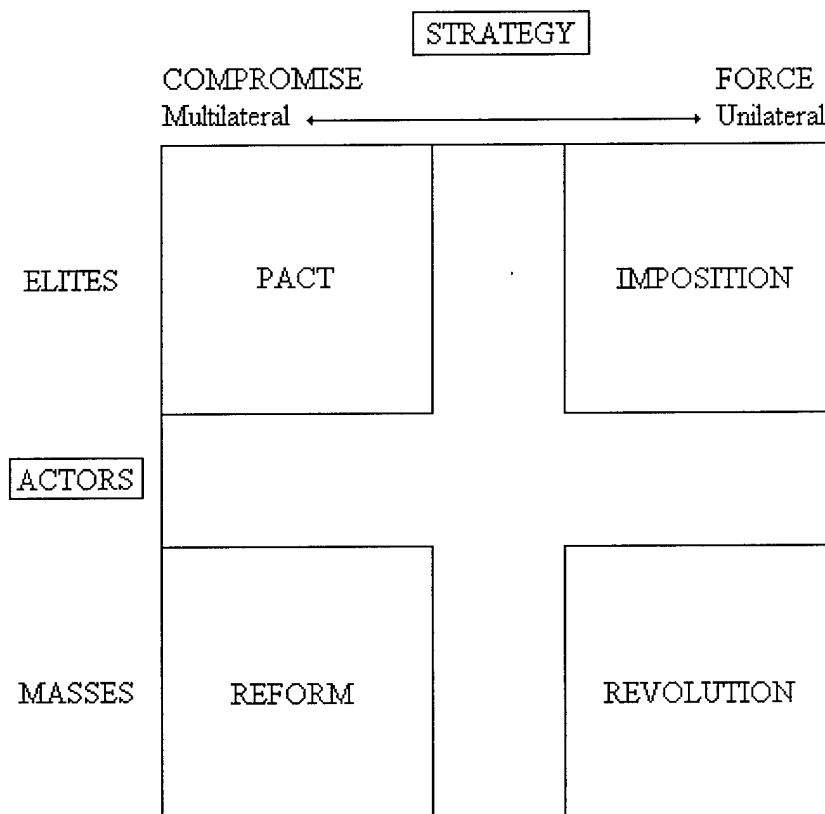 STRATEGY
COMPROMISE FORCE
Multilateral Unilateral
ELITES PACT IMPOSITION
ACTORS
MASSES REFORM REVOLUTION